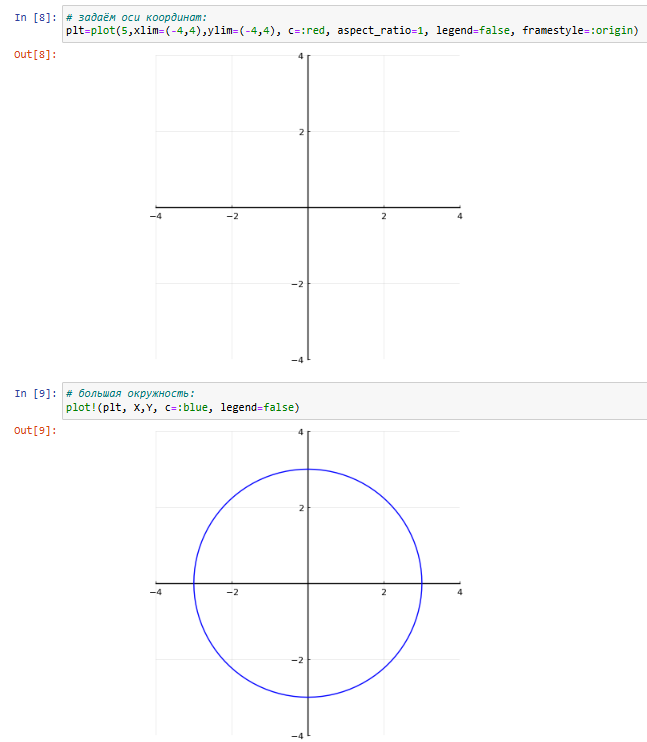 In [8]: # задаём оси координат:
plt=plot(5,xlim=(-4,4),ylim=(-4,4), c=:red, aspect_ratio=1, legend=false, framestyle=:origin)
Out[8]:
4
2
−4 −2 2 4
−2
−4
In [9]: # большая окружность:
plot!(plt, X,Y, c=:blue, legend=false)
Out[9]:
4
2
−4 −2 2 4
−2
−4